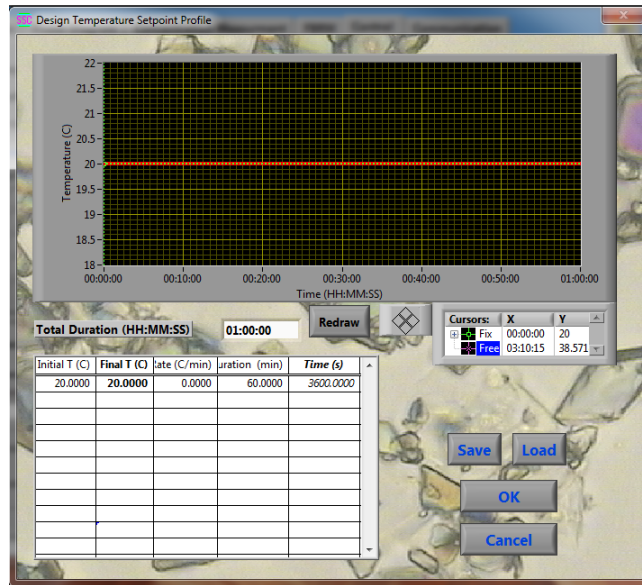 SSC Design Temperature Setpoint Profile
22
21.5
21
20.5
20
19.5
19
18.5
18
Temperature (C)
00:00:00 00:10:00 00:20:00 00:30:00 00:40:00 00:50:00 01:00:00
Time (HH:MM:SS)
Total Duration (HH:MM:SS) 01:00:00 Redraw
Cursors: X Y
Fix 00:00:00 20
Free 03:10:15 38.571
Initial T (C) Final T (C) ate (C/min) uration (min) Time (s)
20.0000 20.0000 0.0000 60.0000 3600.0000
Save Load
OK
Cancel